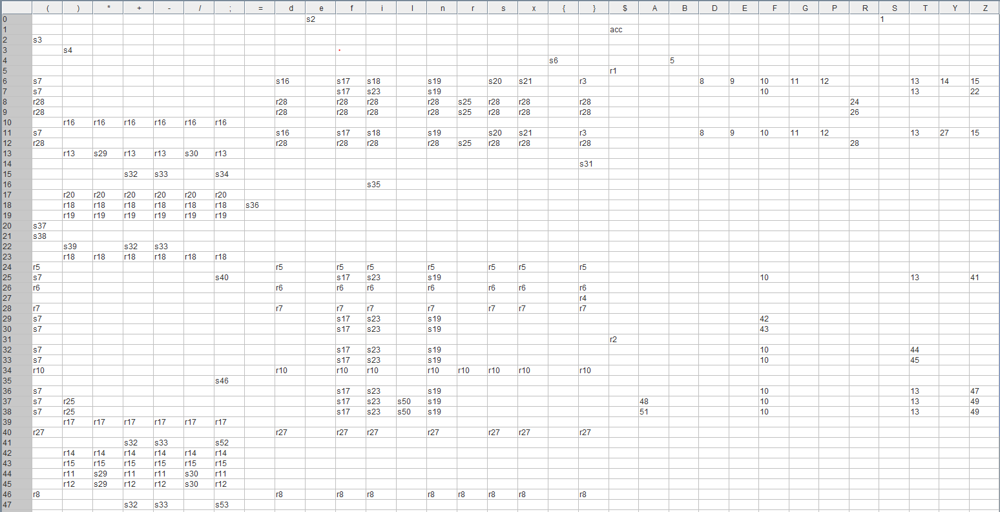 ( ) * + - / ; = d e f i l n r s x { } $ A B D E F G P R S T Y Z
0 s2 1
1 acc
2 s3
3 s4
4 s6 5
5 r1
6 s7 s16 s17 s18 s19 s20 s21 r3 8 9 10 11 12 13 14 15
7 s7 s17 s23 s19 10 13 22
8 r28 r28 r28 r28 r28 s25 r28 r28 r28 24
9 r28 r28 r28 r28 r28 s25 r28 r28 r28 26
10 r16 r16 r16 r16 r16 r16
11 s7 s16 s17 s18 s19 s20 s21 r3 8 9 10 11 12 13 27 15
12 r28 r28 r28 r28 r28 s25 r28 r28 r28 28
13 r13 s29 r13 r13 s30 r13
14 s31
15 s32 s33 s34
16 s35
17 r20 r20 r20 r20 r20 r20
18 r18 r18 r18 r18 r18 r18 s36
19 r19 r19 r19 r19 r19 r19
20 s37
21 s38
22 s39 s32 s33
23 r18 r18 r18 r18 r18 r18
24 r5 r5 r5 r5 r5 r5 r5 r5
25 s7 s40 s17 s23 s19 10 13 41
26 r6 r6 r6 r6 r6 r6 r6 r6
27 r4
28 r7 r7 r7 r7 r7 r7 r7 r7
29 s7 s17 s23 s19 42
30 s7 s17 s23 s19 43
31 r2
32 s7 s17 s23 s19 10 44
33 s7 s17 s23 s19 10 45
34 r10 r10 r10 r10 r10 r10 r10 r10 r10
35 s46
36 s7 s17 s23 s19 10 13 47
37 s7 r25 s17 s23 s50 s19 48 10 13 49
38 s7 r25 s17 s23 s50 s19 51 10 13 49
39 r17 r17 r17 r17 r17 r17
40 r27 r27 r27 r27 r27 r27 r27 r27
41 s32 s33 s52
42 r14 r14 r14 r14 r14 r14
43 r15 r15 r15 r15 r15 r15
44 r11 s29 r11 r11 s30 r11
45 r12 s29 r12 r12 s30 r12
46 r8 r8 r8 r8 r8 r8 r8 r8 r8
47 s32 s33 s53